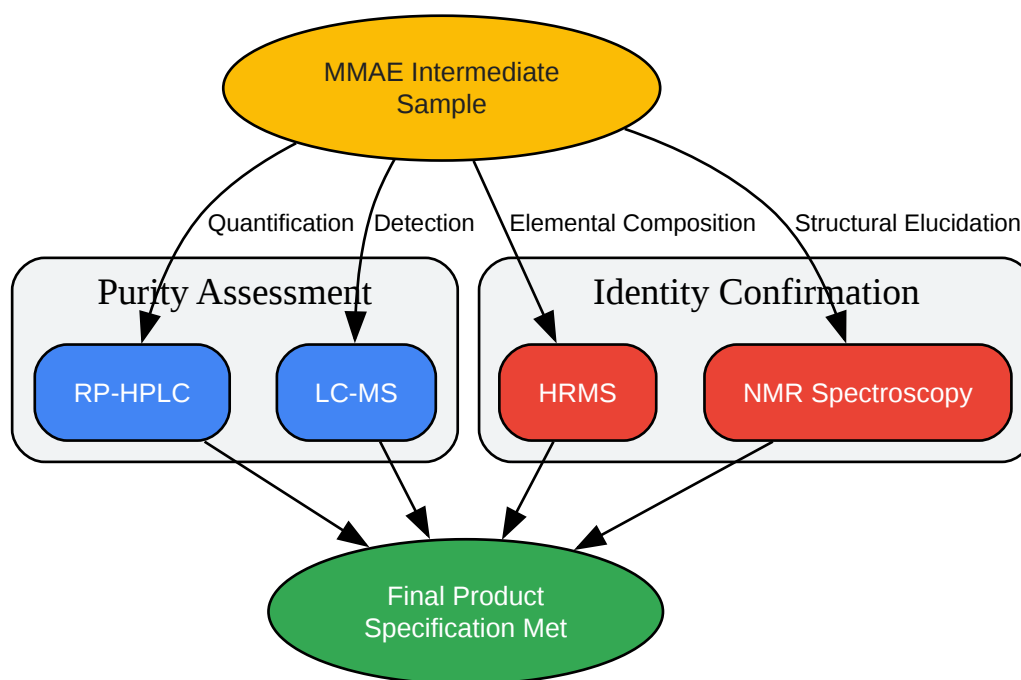 MMAE Intermediate
Sample
Quantification
Detection
Elemental Composition
Structural Elucidation
Purity Assessment
Identity Confirmation
RP-HPLC
LC-MS
HRMS
NMR Spectroscopy
Final Product
Specification Met